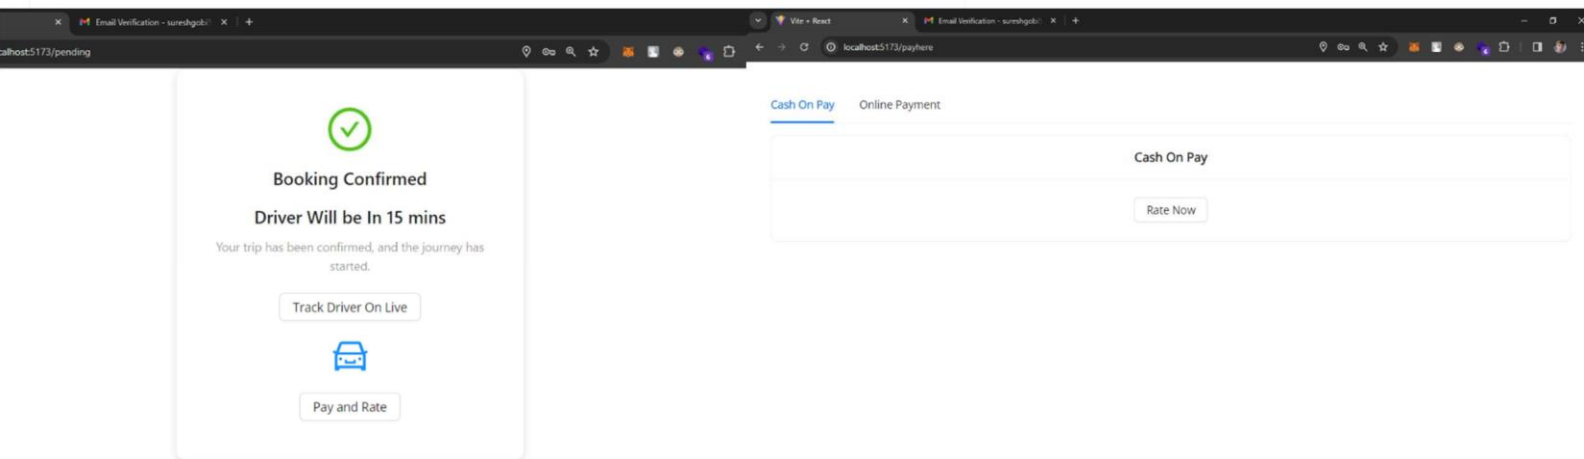 Email Verification - sureshgobi
calhost:5173/pending
Booking Confirmed
Driver Will be In 15 mins
Your trip has been confirmed, and the journey has
started.
Track Driver On Live
Pay and Rate
Vite + React
Email Verification - sureshgobi
localhost:5173/payhere
Cash On Pay
Online Payment
Cash On Pay
Rate Now